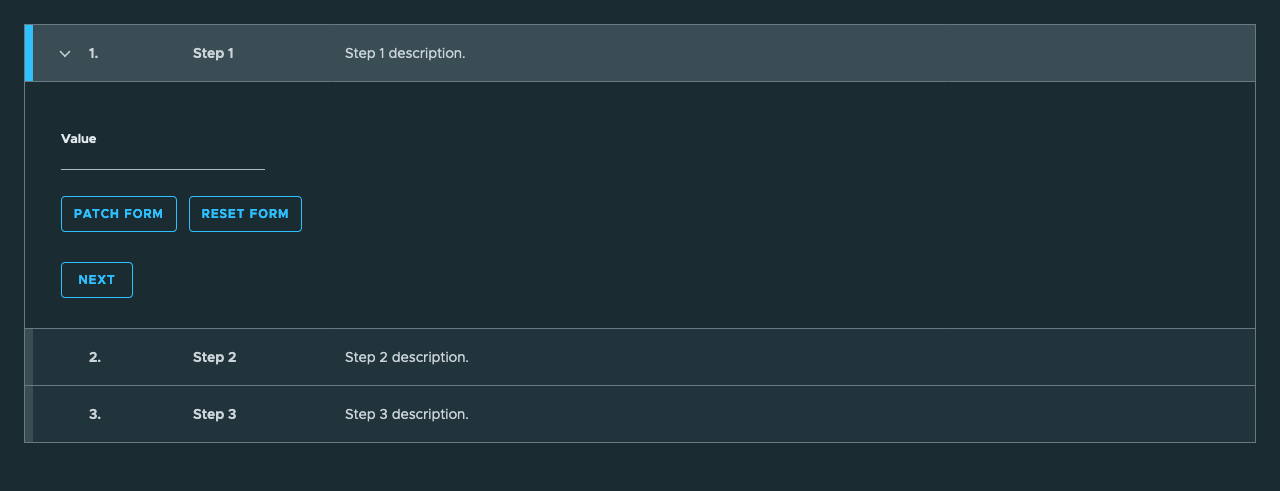 1. Step 1 Step 1 description.
Value
PATCH FORM RESET FORM
NEXT
2. Step 2 Step 2 description.
3. Step 3 Step 3 description.